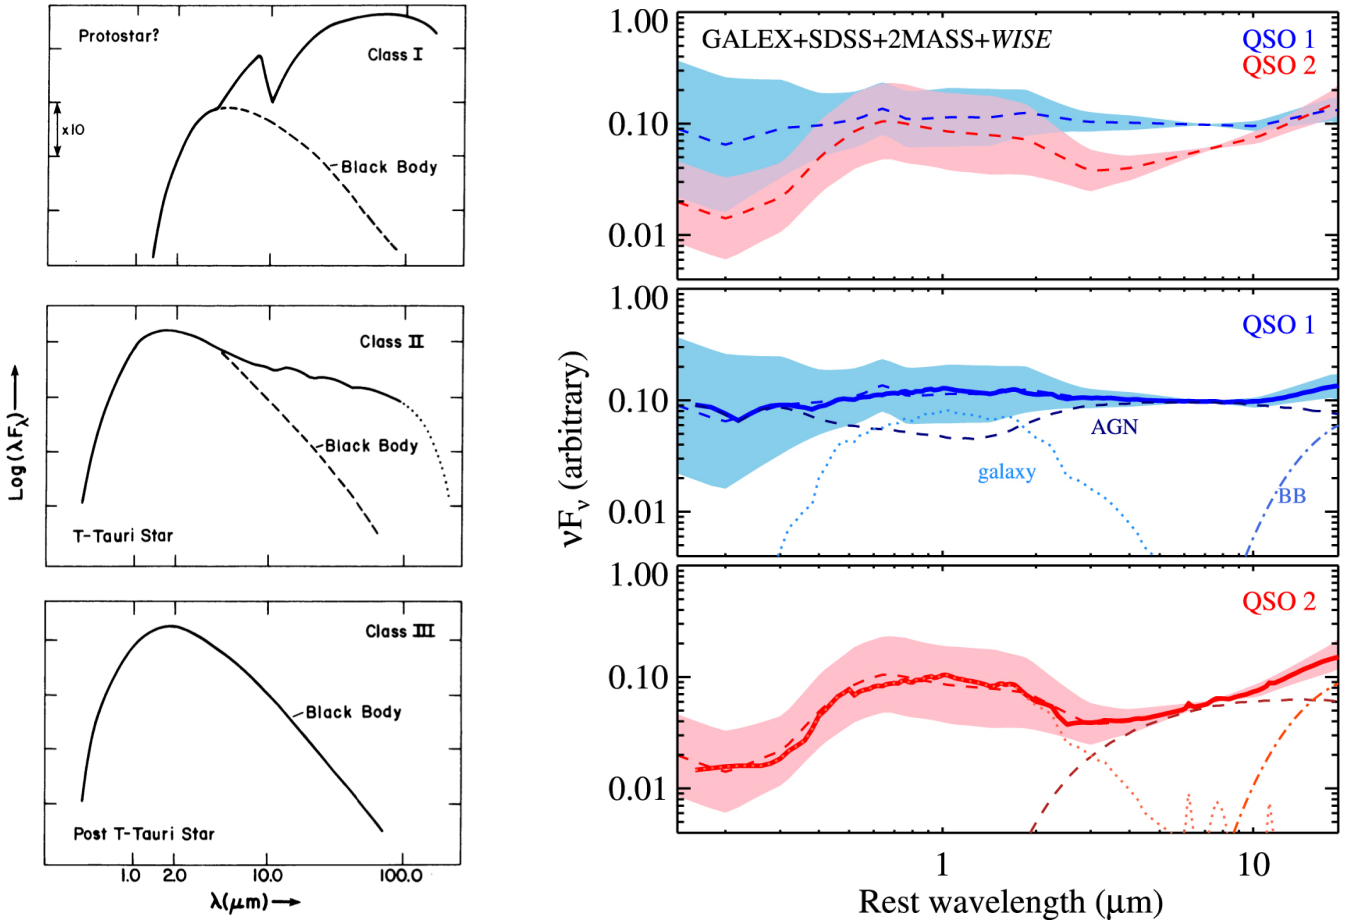 Protostar?
Class I
x10
Black Body
Class II
Black Body
T-Tauri Star
Log (λFλ)
Class III
Black Body
Post T-Tauri Star
1.0 2.0 10.0 100.0
λ(μm)
1.00
GALEX+SDSS+2MASS+WISE
QSO 1
QSO 2
0.10
0.01
1.00
QSO 1
0.10
AGN
galaxy
BB
0.01
νFν (arbitrary)
1.00
QSO 2
0.10
0.01
1 10
Rest wavelength (μm)